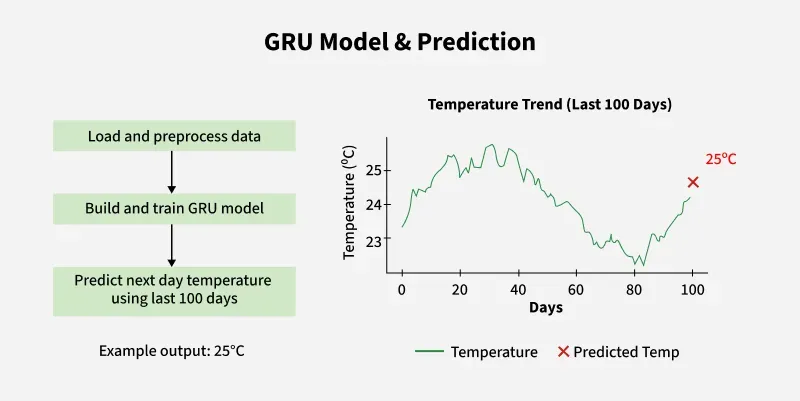 GRU Model & Prediction
Load and preprocess data
Build and train GRU model
Predict next day temperature
using last 100 days
Example output: 25°C
Temperature Trend (Last 100 Days)
Temperature (⁰C)
25
24
23
25°C
0 20 40 60 80 100
Days
Temperature
Predicted Temp